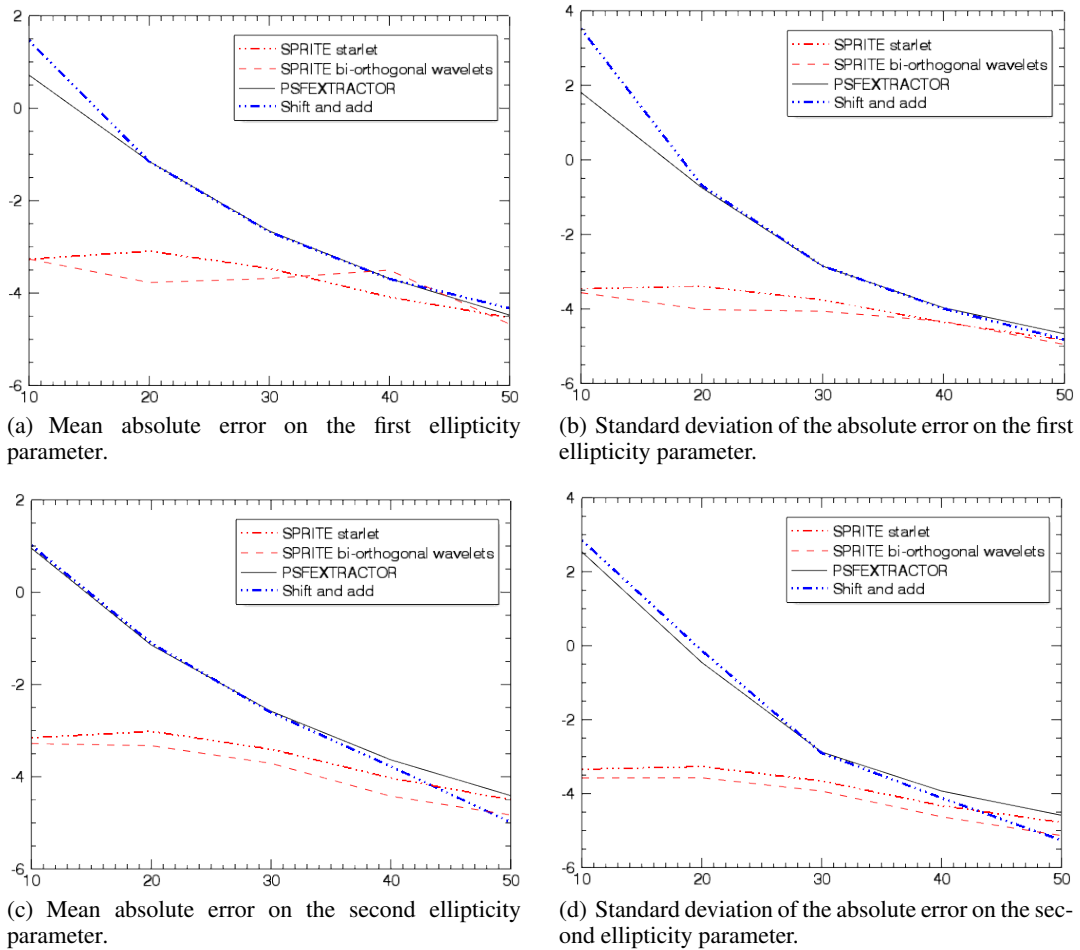 4
2
0
-2
-4
-6
10 20 30 40 50
SPRITE starlet
SPRITE bi-orthogonal wavelets
PSFEXTRACTOR
Shift and add
(a) Mean absolute error on the first ellipticity
parameter.
4
2
0
-2
-4
-6
10 20 30 40 50
SPRITE starlet
SPRITE bi-orthogonal wavelets
PSFEXTRACTOR
Shift and add
(b) Standard deviation of the absolute error on the first
ellipticity parameter.
2
0
-2
-4
-6
10 20 30 40 50
SPRITE starlet
SPRITE bi-orthogonal wavelets
PSFEXTRACTOR
Shift and add
(c) Mean absolute error on the second ellipticity
parameter.
4
2
0
-2
-4
-6
10 20 30 40 50
SPRITE starlet
SPRITE bi-orthogonal wavelets
PSFEXTRACTOR
Shift and add
(d) Standard deviation of the absolute error on the sec-
ond ellipticity parameter.